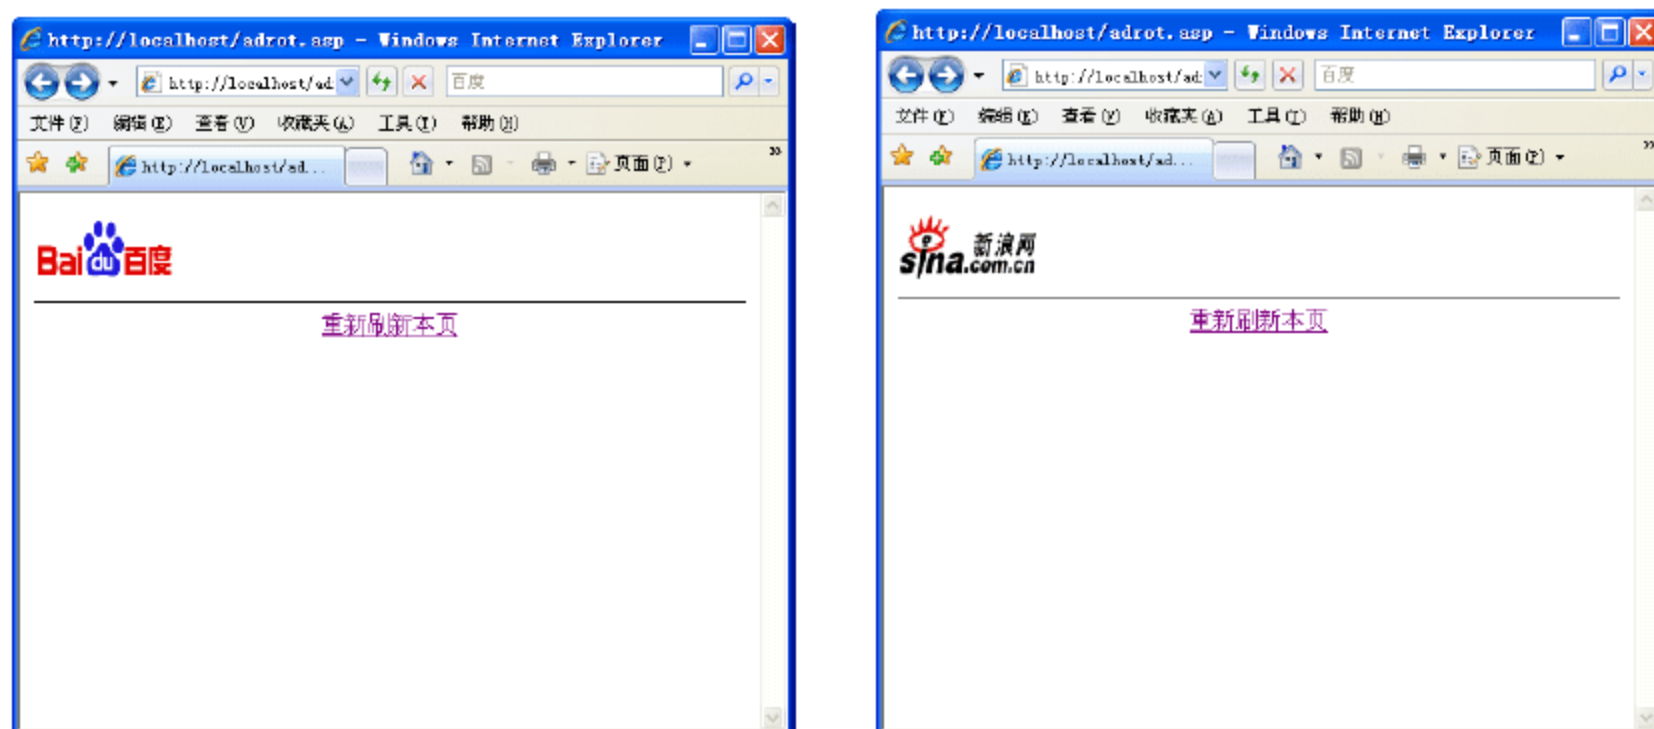 http://localhost/adrot.asp - Windows Internet Explorer
http://localhost/ad
百度
文件(F) 编辑(E) 查看(V) 收藏夹(A) 工具(T) 帮助(H)
http://localhost/ad...
页面(P)
Bai du 百度
重新刷新本页
http://localhost/adrot.asp - Windows Internet Explorer
http://localhost/ad
百度
文件(F) 编辑(E) 查看(V) 收藏夹(A) 工具(T) 帮助(H)
http://localhost/ad...
页面(P)
新浪网
sina.com.cn
重新刷新本页